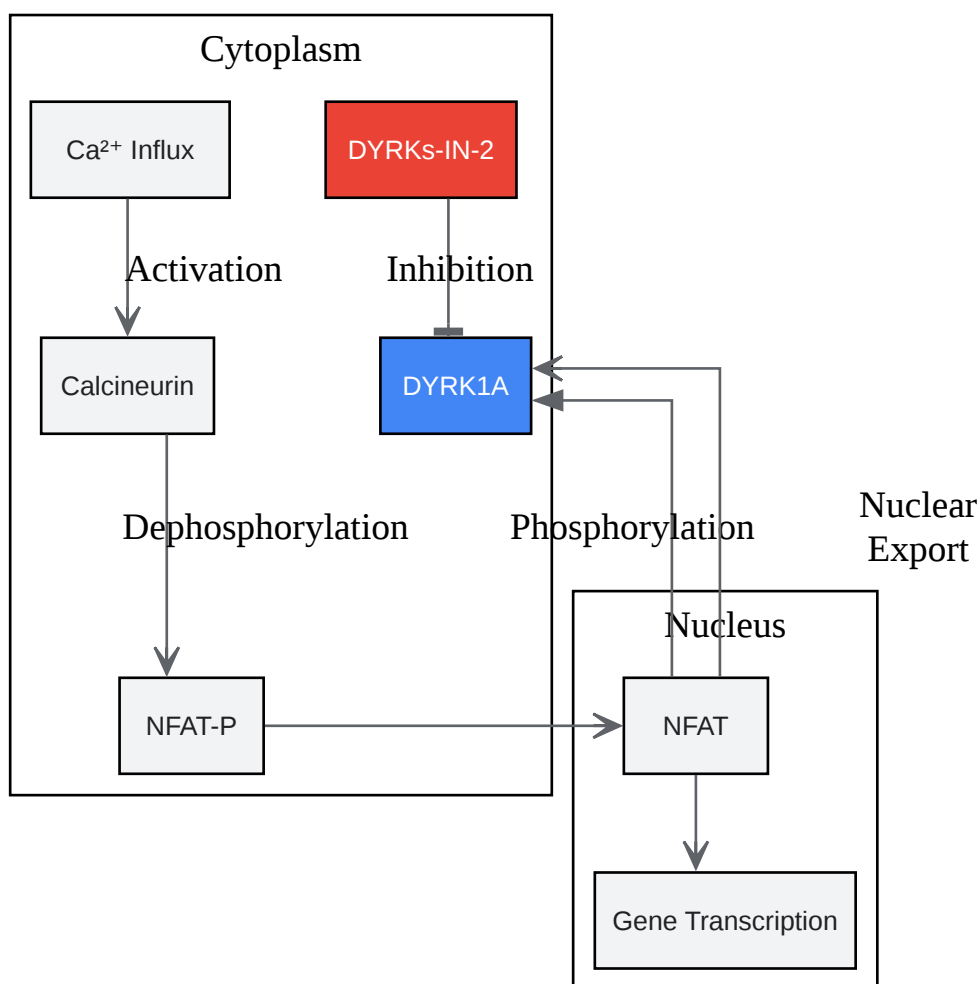 Cytoplasm
Ca²⁺ Influx
DYRKs-IN-2
Activation
Inhibition
Calcineurin
DYRK1A
Dephosphorylation
Phosphorylation
Nuclear
Export
Nucleus
NFAT-P
NFAT
Gene Transcription